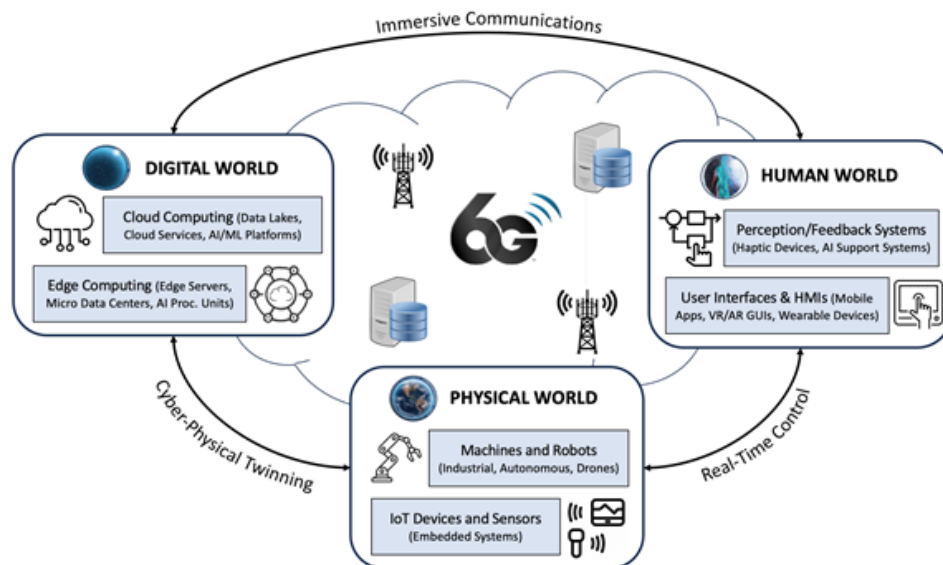 Immersive Communications
DIGITAL WORLD
Cloud Computing (Data Lakes,
Cloud Services, AI/ML Platforms)
Edge Computing (Edge Servers,
Micro Data Centers, AI Proc. Units)
6G
HUMAN WORLD
Perception/Feedback Systems
(Haptic Devices, AI Support Systems)
User Interfaces & HMIs (Mobile
Apps, VR/AR GUIs, Wearable Devices)
Cyber-Physical Twinning
PHYSICAL WORLD
Machines and Robots
(Industrial, Autonomous, Drones)
IoT Devices and Sensors
(Embedded Systems)
Real-Time Control